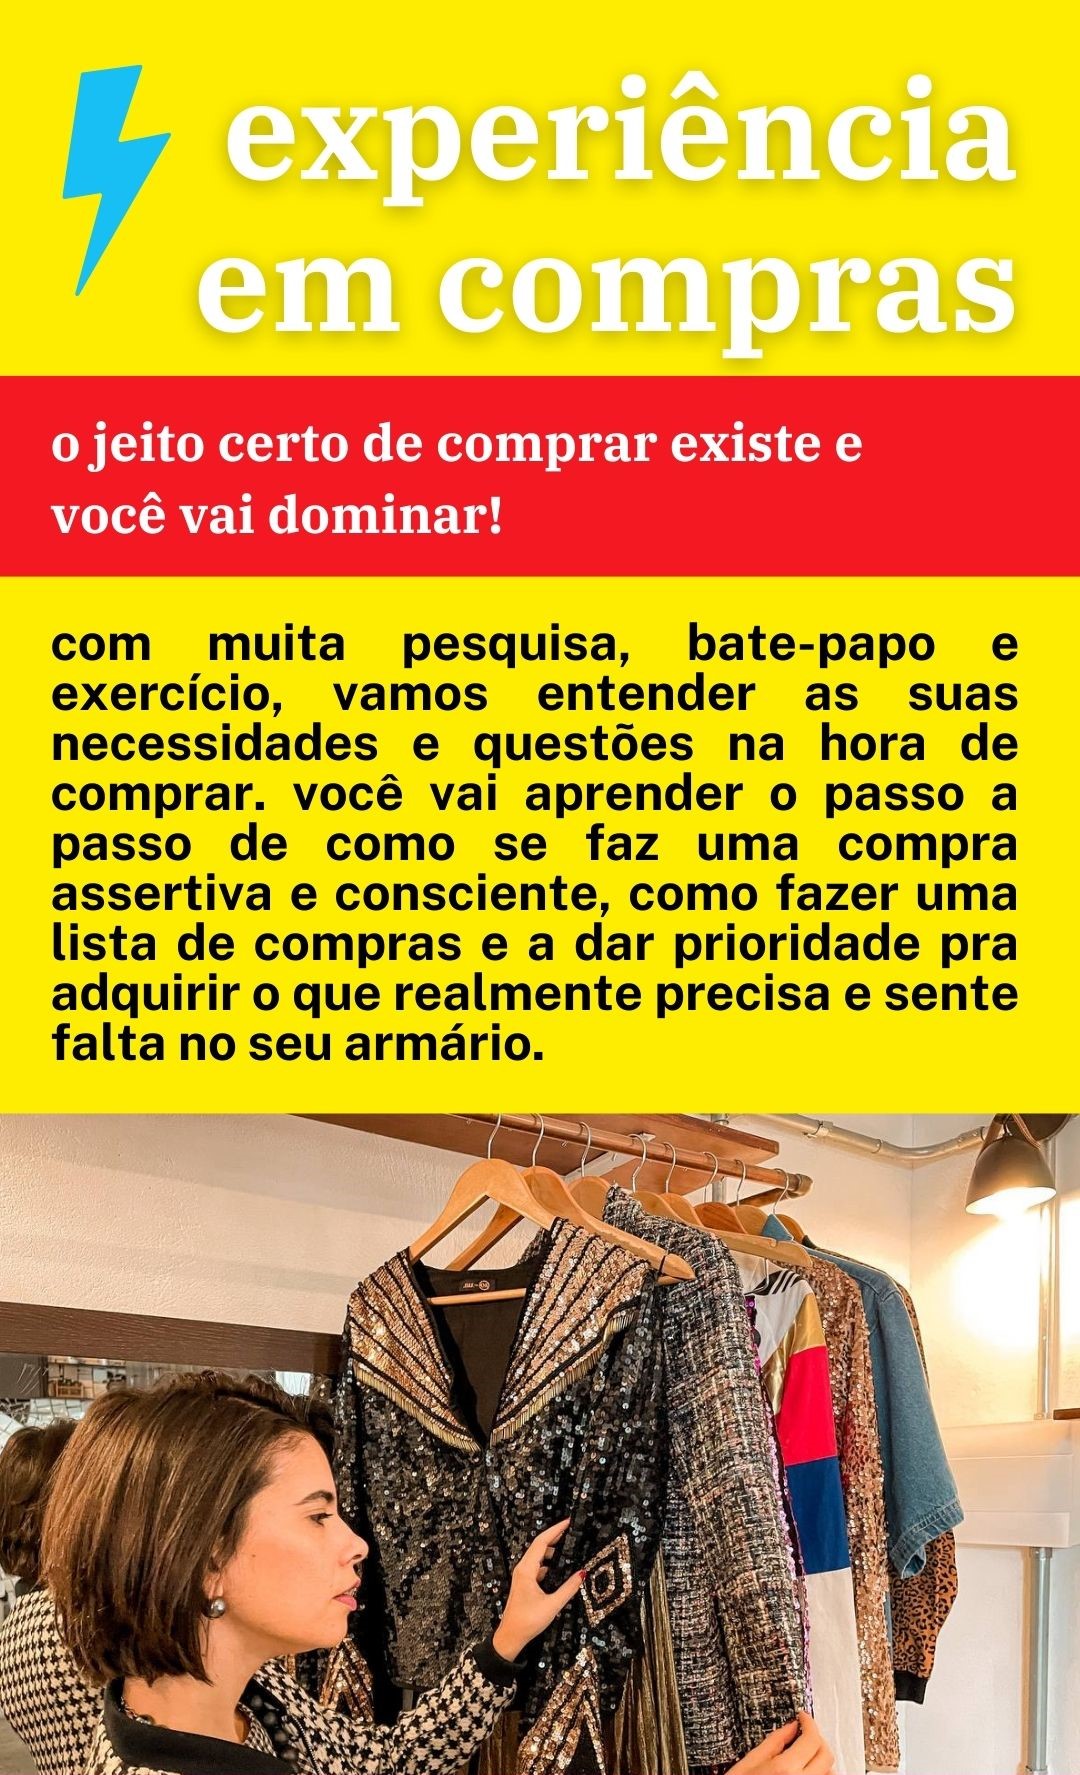 experiência
em compras
o jeito certo de comprar existe e
você vai dominar!
com muita pesquisa, bate-papo e
exercício, vamos entender as suas
necessidades e questões na hora de
comprar. você vai aprender o passo a
passo de como se faz uma compra
assertiva e consciente, como fazer uma
lista de compras e a dar prioridade pra
adquirir o que realmente precisa e sente
falta no seu armário.